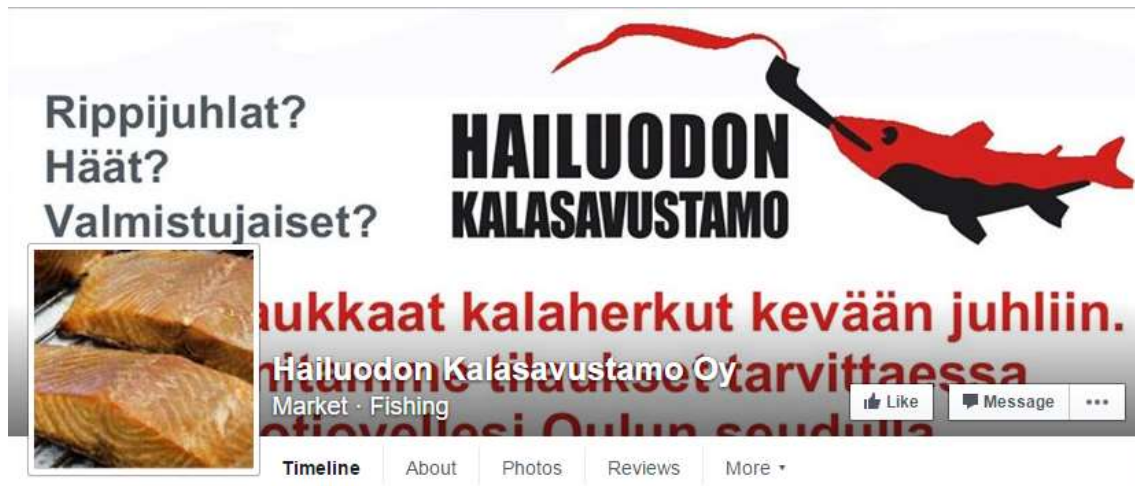 Rippijuhlat?
Häät?
Valmistujaiset?
HAILUODON
KALASAVUSTAMO
aukkaat kalaherkut kevään juhliin.
tilaukset tarvittaessa
Oulun seudulla
Hailuodon Kalasavustamo Oy
Market · Fishing
Like
Message
Timeline
About
Photos
Reviews
More